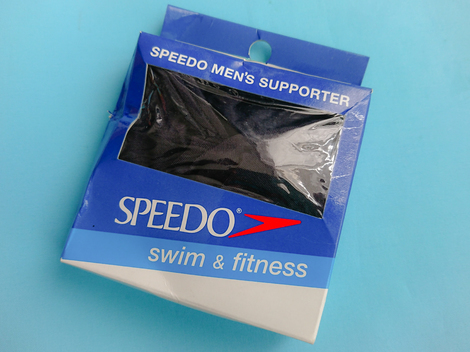 SPEEDO MEN'S SUPPORTER
SPEEDO®
swim & fitness